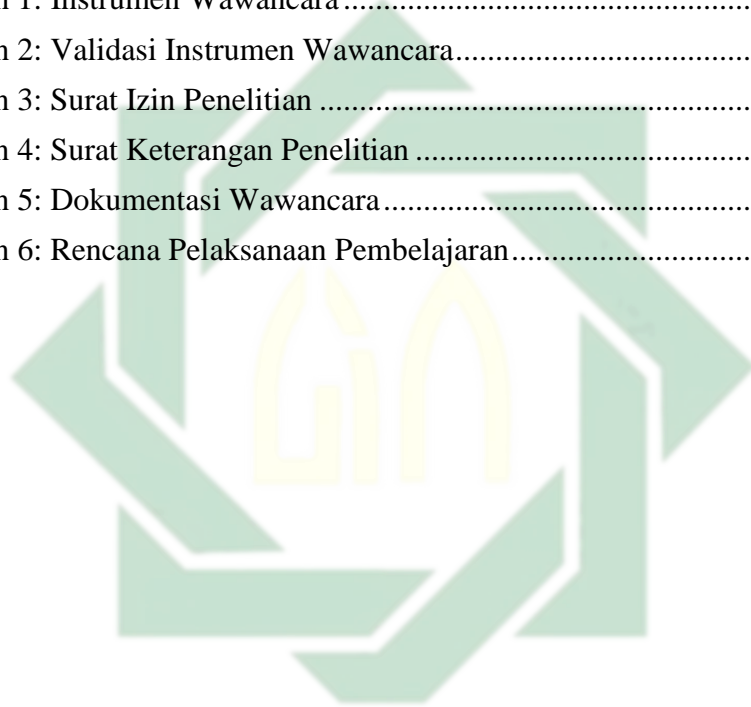 n 1: Instrumen Wawancara..........................................
n 2: Validasi Instrumen Wawancara............................
n 3: Surat Izin Penelitian ............................................
n 4: Surat Keterangan Penelitian .................................
n 5: Dokumentasi Wawancara.....................................
n 6: Rencana Pelaksanaan Pembelajaran.....................
uin